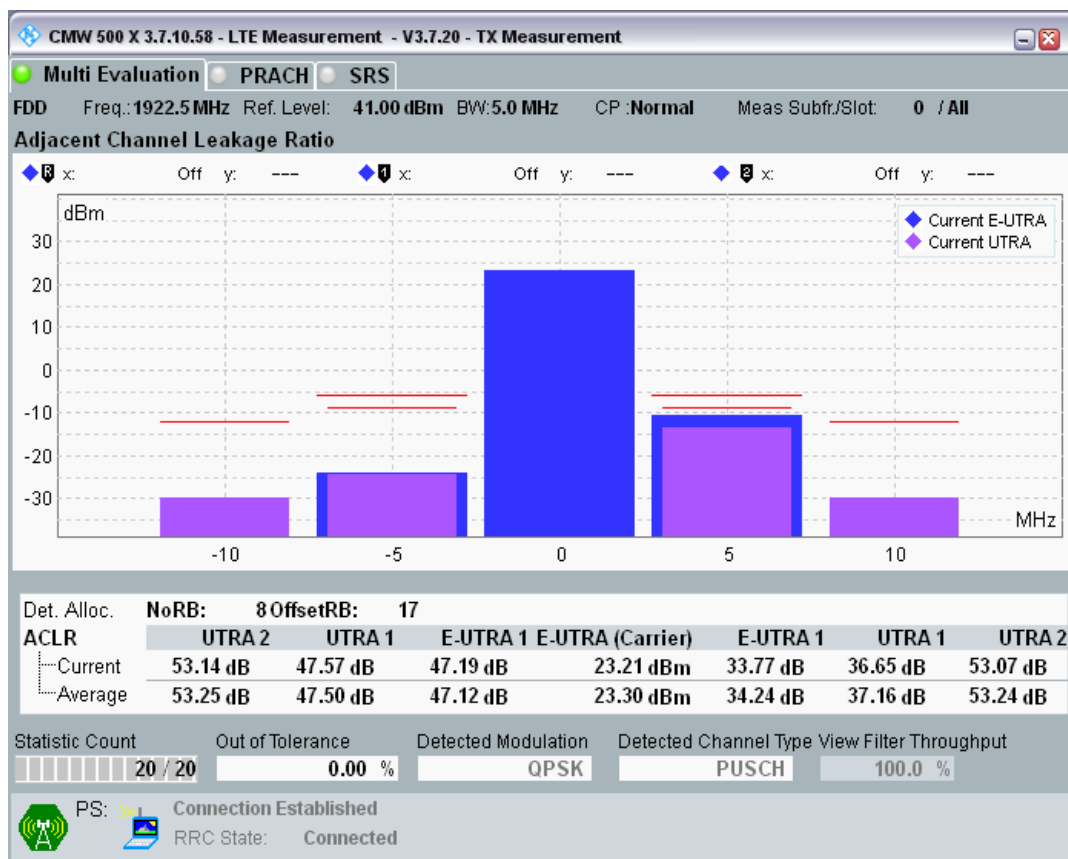 CMW 500 X 3.7.10.58 - LTE Measurement - V3.7.20 - TX Measurement
Multi Evaluation PRACH SRS
FDD Freq.: 1922.5 MHz Ref. Level: 41.00 dBm BW: 5.0 MHz CP : Normal Meas Subfr./Slot: 0 / All
Adjacent Channel Leakage Ratio
R x: Off y: --- 1 x: Off y: --- 2 x: Off y: ---
dBm
Current E-UTRA
Current UTRA
30
20
10
0
-10
-20
-30
MHz
-10 -5 0 5 10
Det. Alloc. NoRB: 8 OffsetRB: 17
ACLR UTRA 2 UTRA 1 E-UTRA 1 E-UTRA (Carrier) E-UTRA 1 UTRA 1 UTRA 2
Current 53.14 dB 47.57 dB 47.19 dB 23.21 dBm 33.77 dB 36.65 dB 53.07 dB
Average 53.25 dB 47.50 dB 47.12 dB 23.30 dBm 34.24 dB 37.16 dB 53.24 dB
Statistic Count Out of Tolerance Detected Modulation Detected Channel Type View Filter Throughput
20 / 20 0.00 % QPSK PUSCH 100.0 %
PS: Connection Established
RRC State: Connected